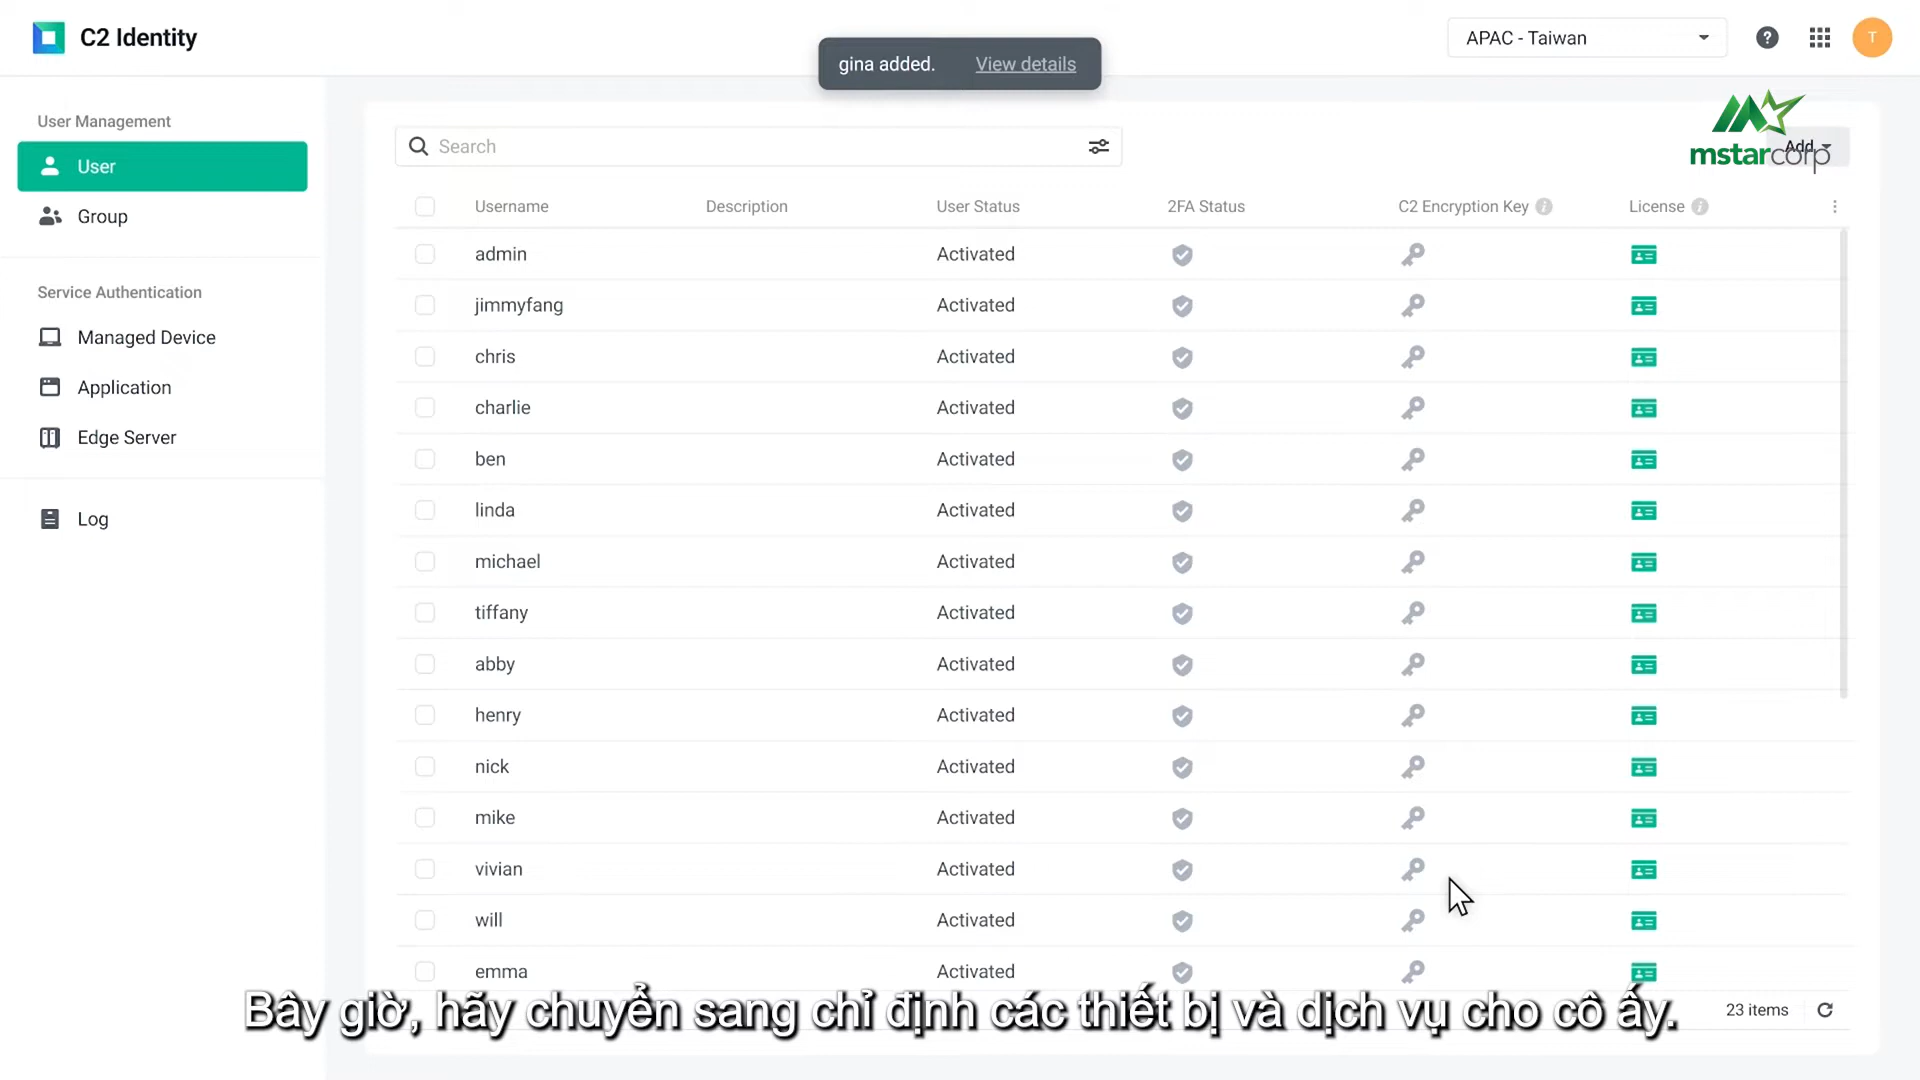 C2 Identity
gina added. View details
APAC - Taiwan
T
User Management
User
Group
Service Authentication
Managed Device
Application
Edge Server
Log
Search
Add
mstarcorp
Username Description User Status 2FA Status C2 Encryption Key License
admin Activated
jimmyfang Activated
chris Activated
charlie Activated
ben Activated
linda Activated
michael Activated
tiffany Activated
abby Activated
henry Activated
nick Activated
mike Activated
vivian Activated
will Activated
emma Activated
Bây giờ, hãy chuyển sang chỉ định các thiết bị và dịch vụ cho cô ấy.
23 items